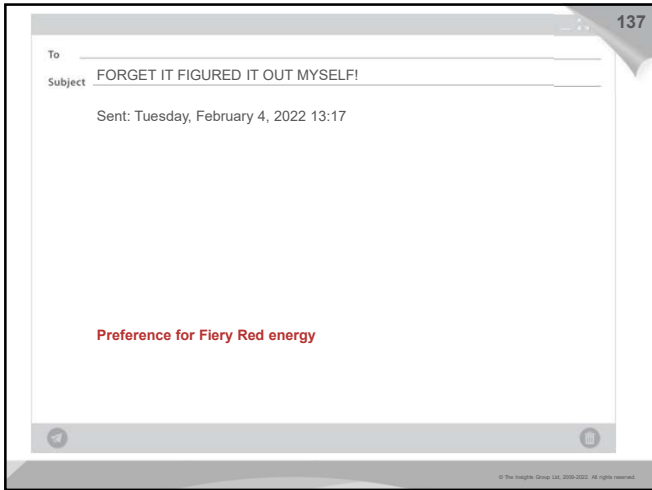 137
To
Subject FORGET IT FIGURED IT OUT MYSELF!
Sent: Tuesday, February 4, 2022 13:17
Preference for Fiery Red energy
© The Insights Group Ltd, 2009-2022. All rights reserved.